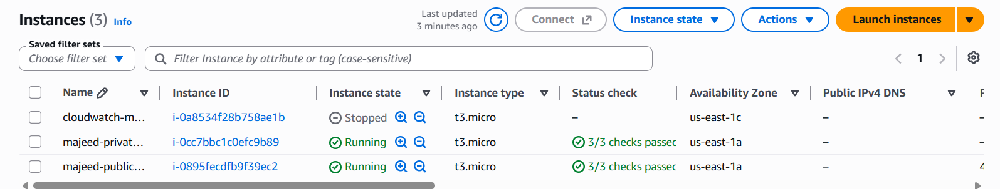 Instances (3) Info
Last updated
3 minutes ago
Connect
Instance state
Actions
Launch instances
Saved filter sets
Choose filter set
Filter Instance by attribute or tag (case-sensitive)
1
Name Instance ID Instance state Instance type Status check Availability Zone Public IPv4 DNS
cloudwatch-m... i-0a8534f28b758ae1b Stopped t3.micro – us-east-1c – –
majeed-privat... i-0cc7bbc1c0efc9b89 Running t3.micro 3/3 checks passed us-east-1a – –
majeed-public... i-0895fecdfb9f39ec2 Running t3.micro 3/3 checks passed us-east-1a – 4